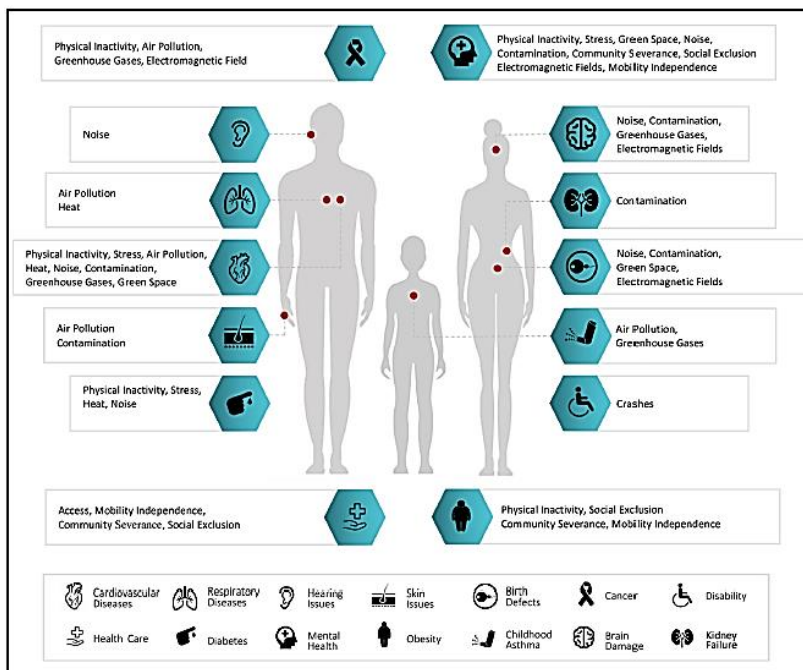 Physical Inactivity, Air Pollution,
Greenhouse Gases, Electromagnetic Field
Physical Inactivity, Stress, Green Space, Noise,
Contamination, Community Severance, Social Exclusion
Electromagnetic Fields, Mobility Independence
Noise
Noise, Contamination,
Greenhouse Gases,
Electromagnetic Fields
Air Pollution
Heat
Contamination
Physical Inactivity, Stress, Air Pollution,
Heat, Noise, Contamination,
Greenhouse Gases, Green Space
Noise, Contamination,
Green Space,
Electromagnetic Fields
Air Pollution
Contamination
Air Pollution,
Greenhouse Gases
Physical Inactivity, Stress,
Heat, Noise
Crashes
Access, Mobility Independence,
Community Severance, Social Exclusion
Physical Inactivity, Social Exclusion
Community Severance, Mobility Independence
Cardiovascular
Diseases
Respiratory
Diseases
Hearing
Issues
Skin
Issues
Birth
Defects
Cancer
Disability
Health Care
Diabetes
Mental
Health
Obesity
Childhood
Asthma
Brain
Damage
Kidney
Failure